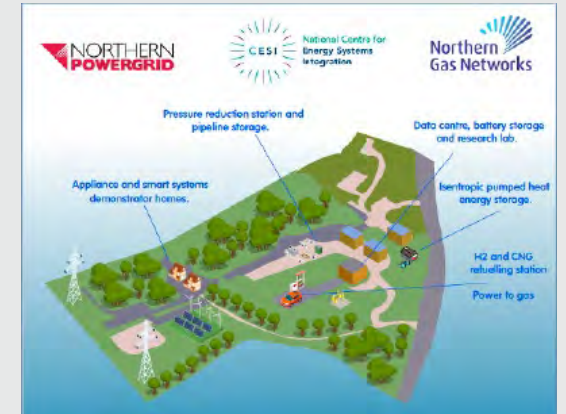 NORTHERN
POWERGRID
CESI
National Centre for
Energy Systems
Integration
Northern
Gas Networks
Pressure reduction station and
pipeline storage.
Data centre, battery storage
and research lab.
Appliance and smart systems
demonstrator homes.
Isentropic pumped heat
energy storage.
H2 and CNG
refuelling station
Power to gas